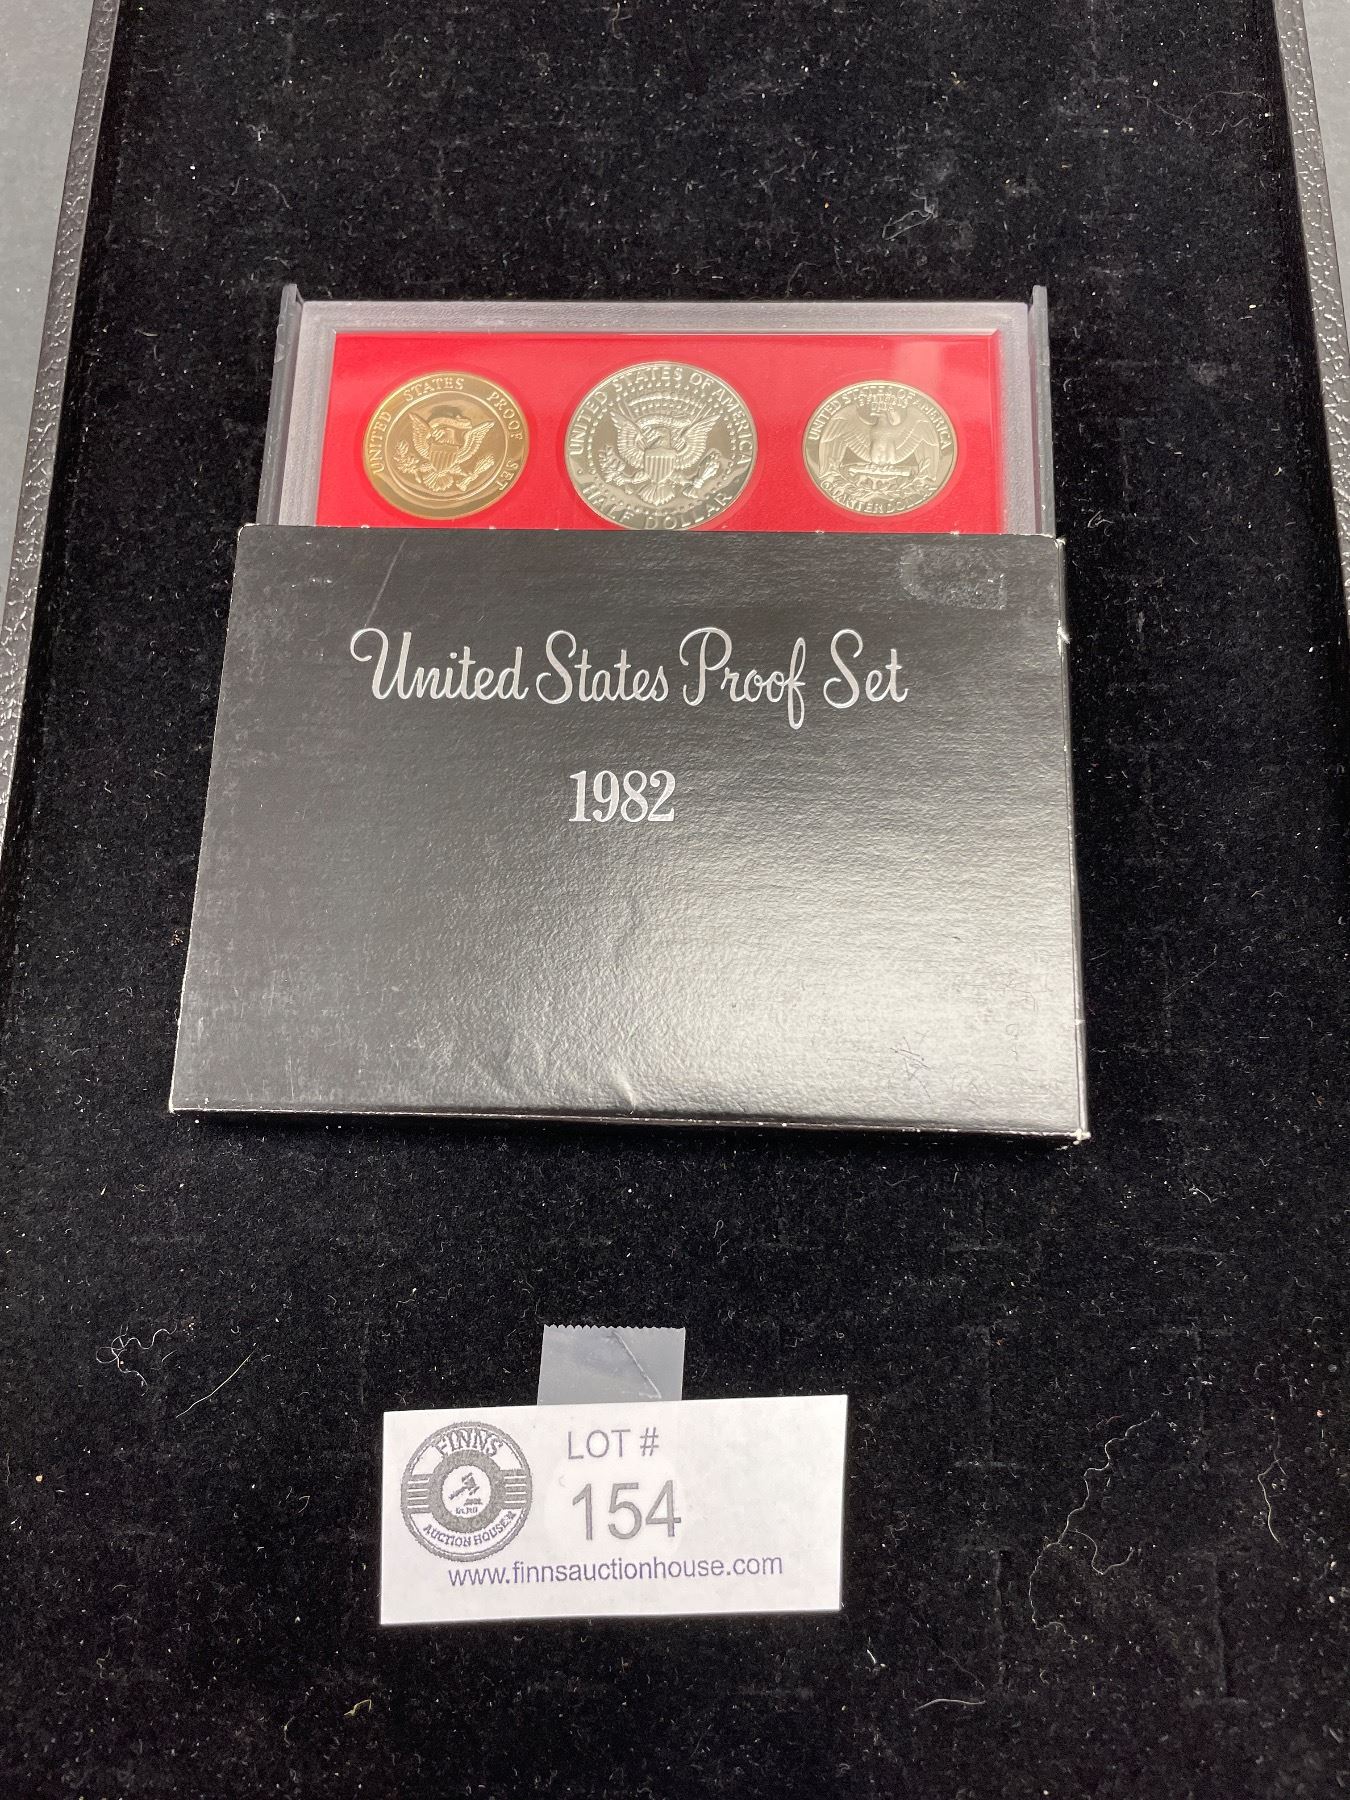 UNITED STATES PROOF SET
UNITED STATES OF AMERICA
HALF DOLLAR
UNITED STATES OF AMERICA
QUARTER DOLLAR
United States Proof Set
1982
FINNS
AUCTION HOUSE
LOT #
154
www.finnsauctionhouse.com